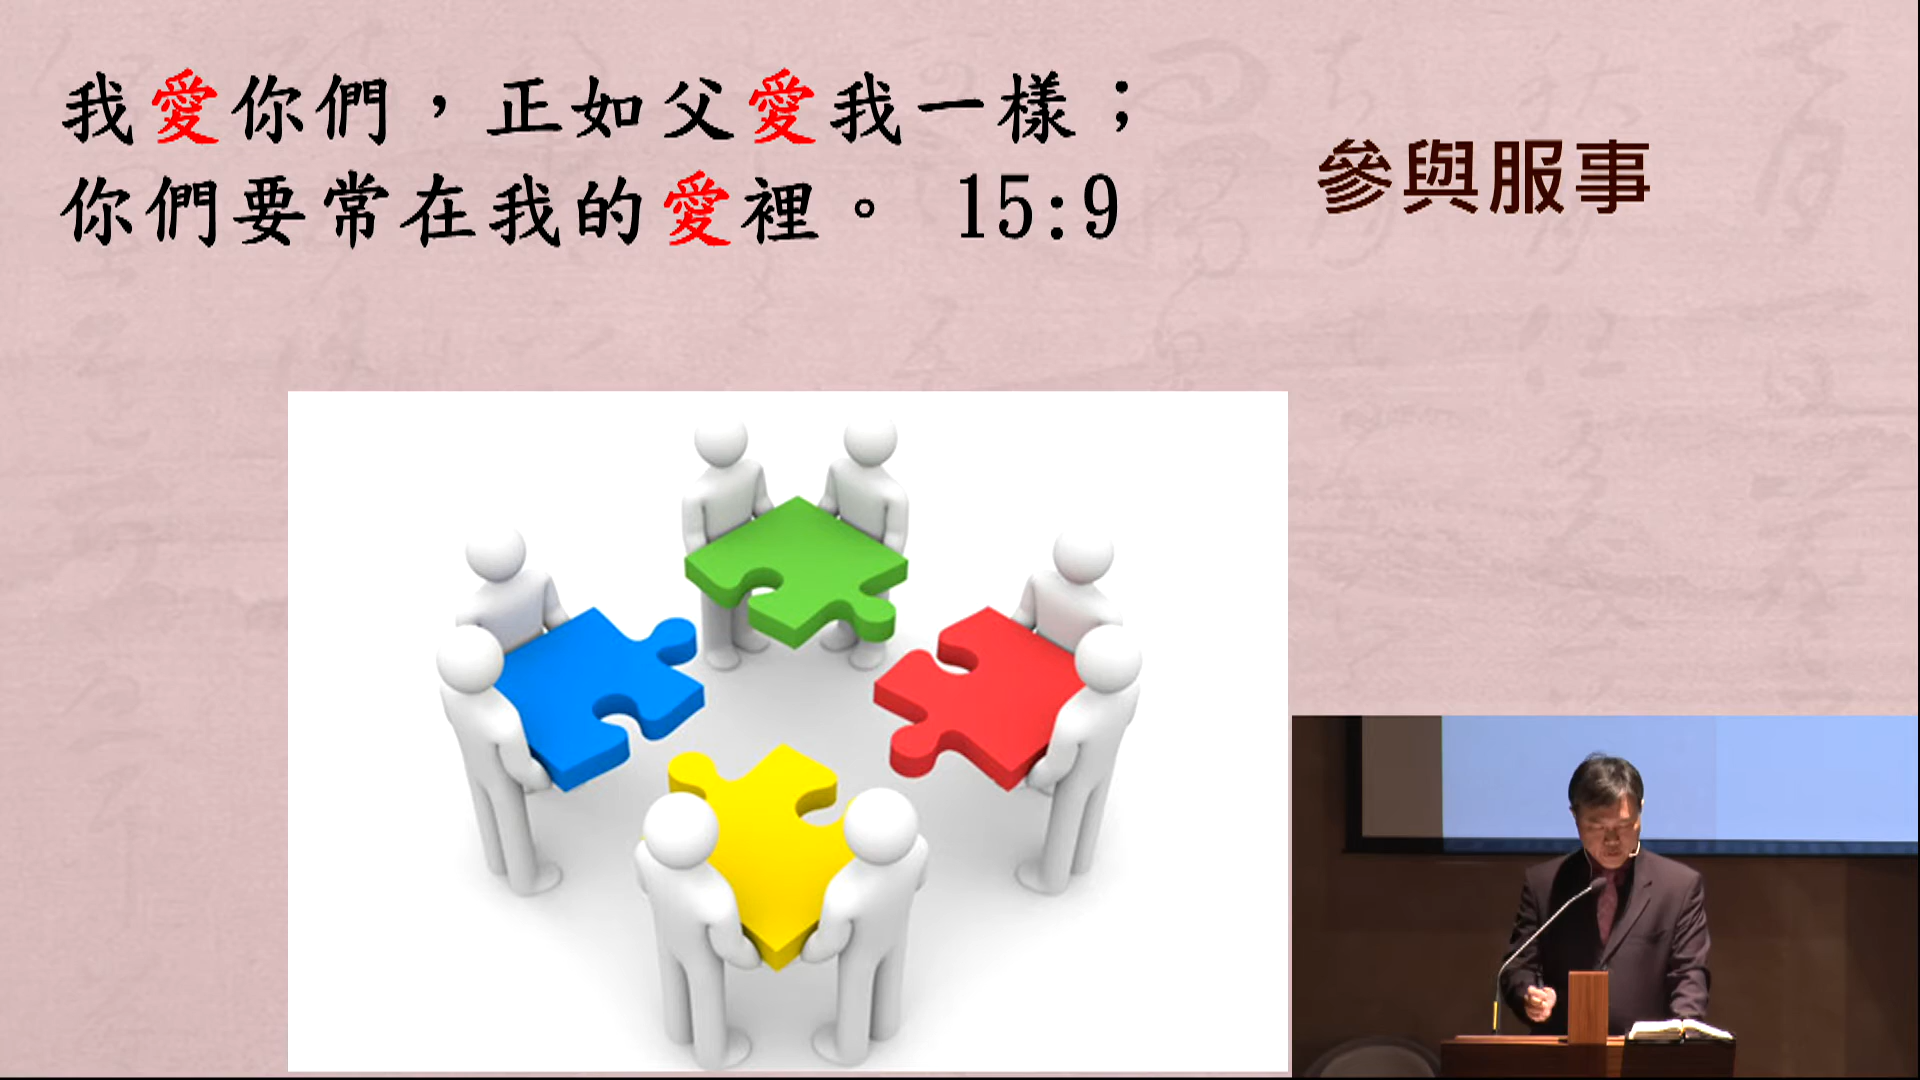 我愛你們，正如父愛我一樣；
你們要常在我的愛裡。 15:9
參與服事